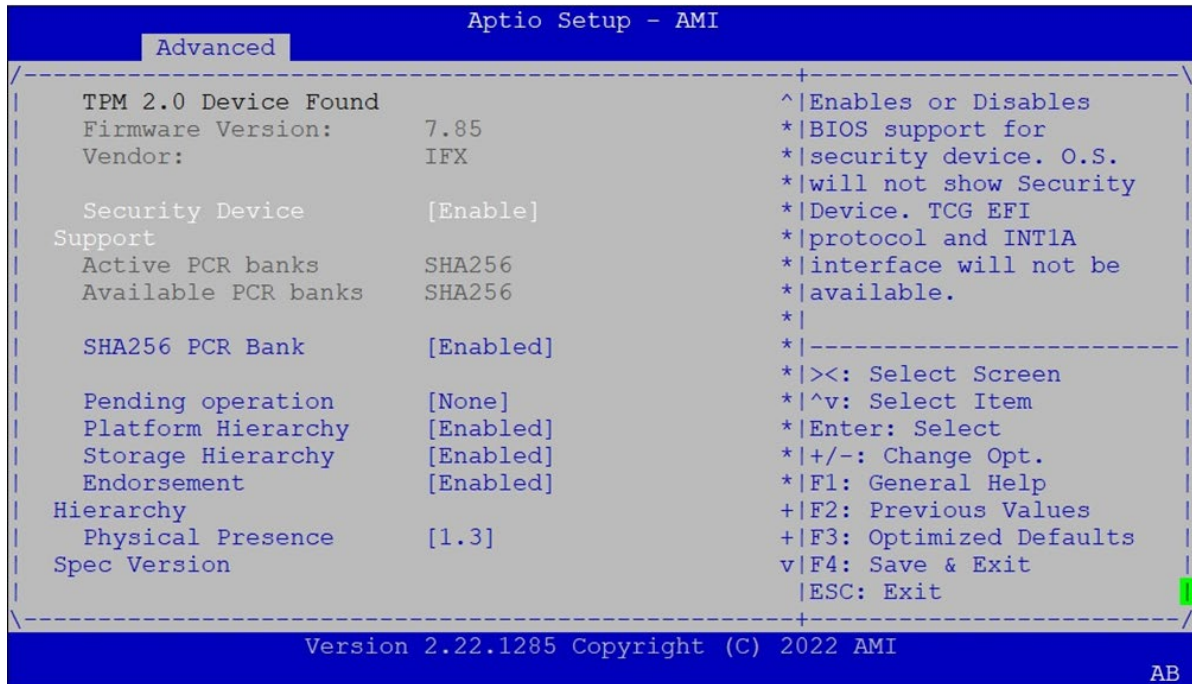 Aptio Setup – AMI
Advanced
/-----------------------------------------------------+-------------------------\
| TPM 2.0 Device Found ^|Enables or Disables |
| Firmware Version: 7.85 *|BIOS support for |
| Vendor: IFX *|security device. O.S. |
| *|will not show Security |
| Security Device [Enable] *|Device. TCG EFI |
| Support *|protocol and INT1A |
| Active PCR banks SHA256 *|interface will not be |
| Available PCR banks SHA256 *|available. |
| *| |
| SHA256 PCR Bank [Enabled] *|-------------------------|
| *|><: Select Screen |
| Pending operation [None] *|^v: Select Item |
| Platform Hierarchy [Enabled] *|Enter: Select |
| Storage Hierarchy [Enabled] *|+/-: Change Opt. |
| Endorsement [Enabled] *|F1: General Help |
| Hierarchy +|F2: Previous Values |
| Physical Presence [1.3] +|F3: Optimized Defaults |
| Spec Version v|F4: Save & Exit |
| |ESC: Exit |
\-----------------------------------------------------+-------------------------/
Version 2.22.1285 Copyright (C) 2022 AMI
AB